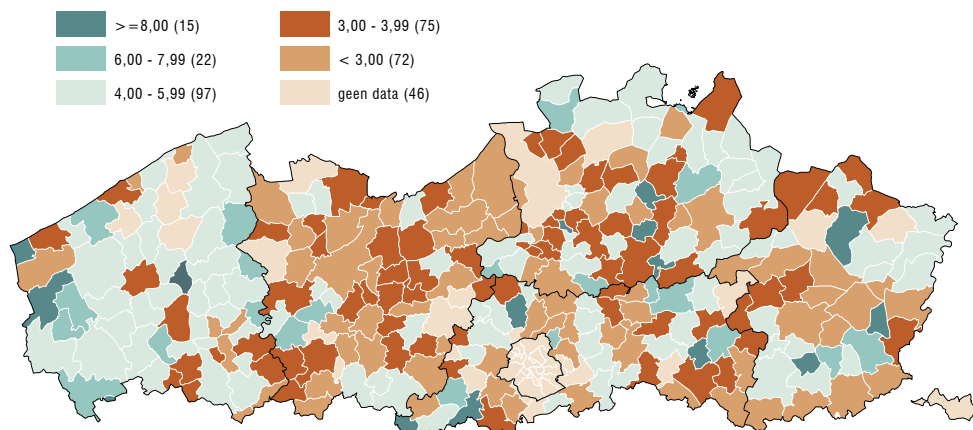 >=8,00 (15)
6,00 - 7,99 (22)
4,00 - 5,99 (97)
3,00 - 3,99 (75)
< 3,00 (72)
geen data (46)